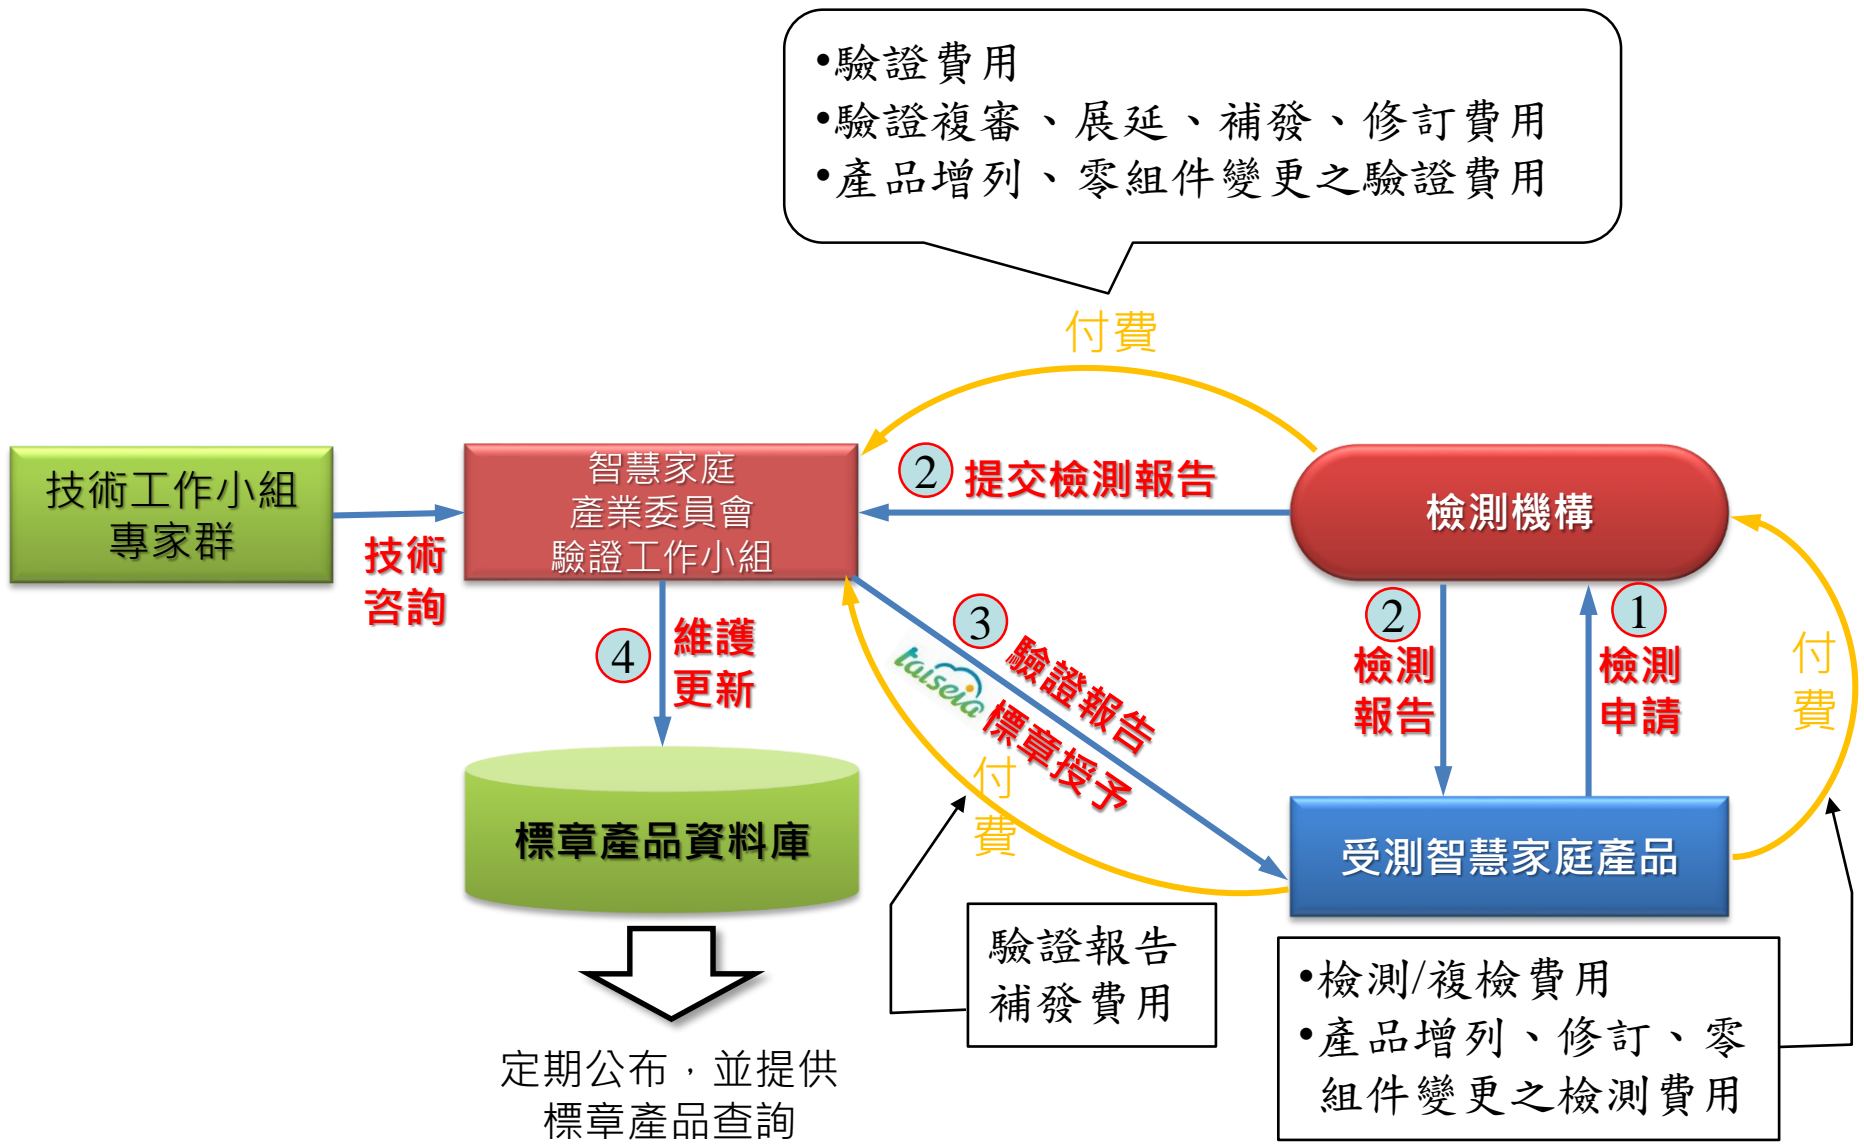 •驗證費用
•驗證複審、展延、補發、修訂費用
•產品增列、零組件變更之驗證費用
付費
技術工作小組
專家群
技術
咨詢
智慧家庭
產業委員會
驗證工作小組
② 提交檢測報告
檢測機構
④
維護
更新
③
驗證報告
taiseia
標章授予
付
費
②
檢測
報告
①
檢測
申請
付
費
標章產品資料庫
受測智慧家庭產品
驗證報告
補發費用
•檢測/複檢費用
•產品增列、修訂、零
組件變更之檢測費用
定期公布，並提供
標章產品查詢